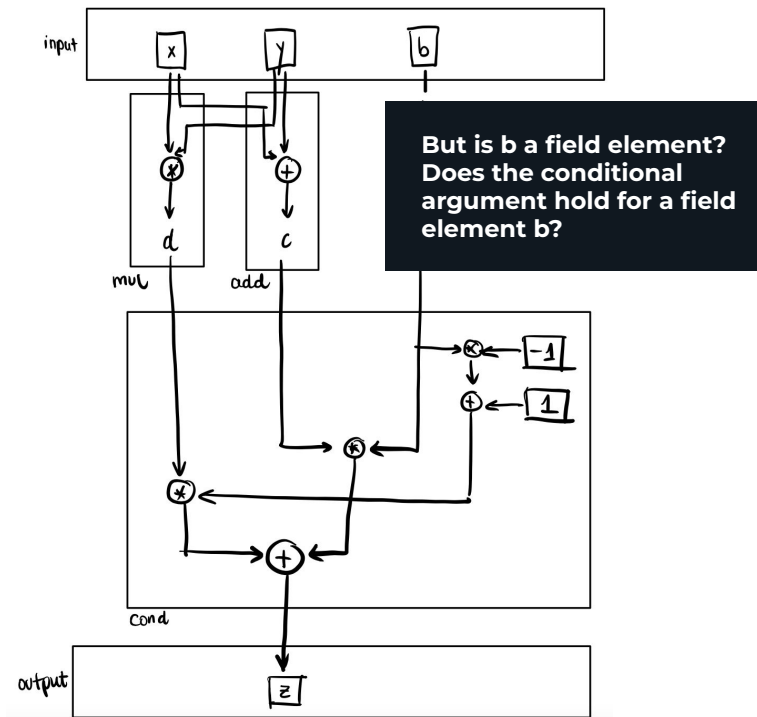 input
x
y
b
But is b a field element?
Does the conditional
argument hold for a field
element b?
*
+
d
c
mul
add
*
-1
+
1
*
*
+
cond
output
z